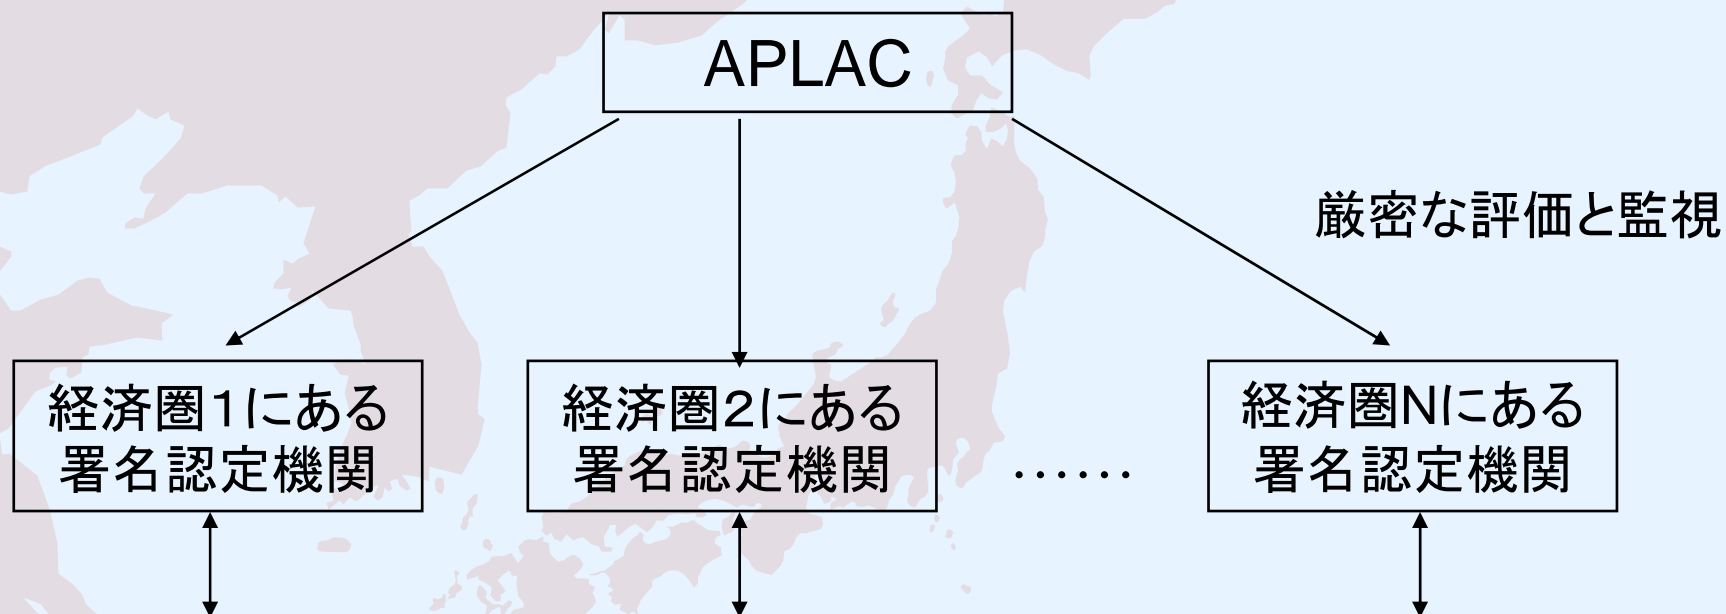 APLAC
厳密な評価と監視
経済圏1にある
署名認定機関
経済圏2にある
署名認定機関
……
経済圏Nにある
署名認定機関